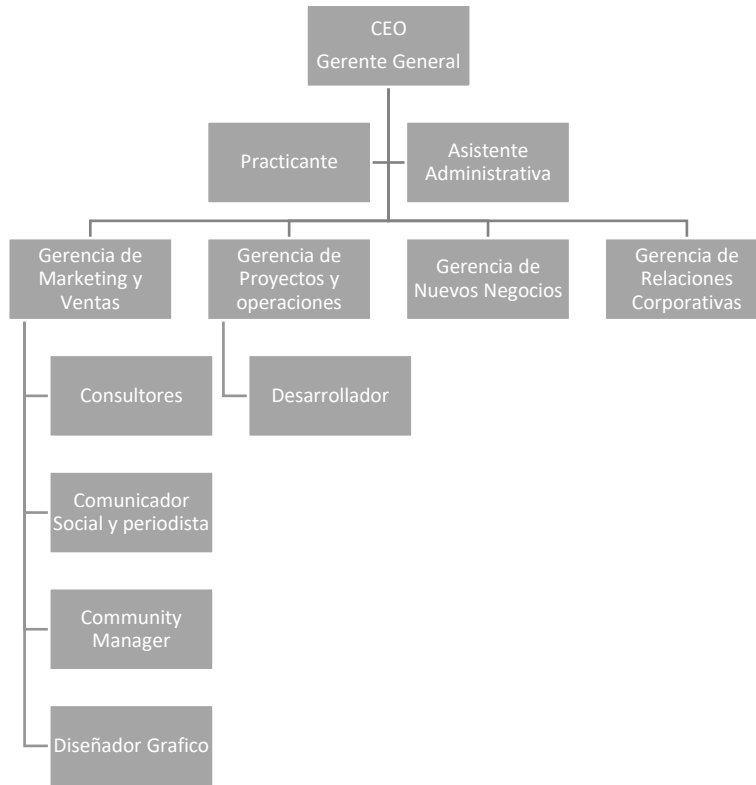 CEO
Gerente General
Practicante
Asistente
Administrativa
Gerencia de
Marketing y
Ventas
Gerencia de
Proyectos y
operaciones
Gerencia de
Nuevos Negocios
Gerencia de
Relaciones
Corporativas
Consultores
Desarrollador
Comunicador
Social y periodista
Community
Manager
Diseñador Grafico